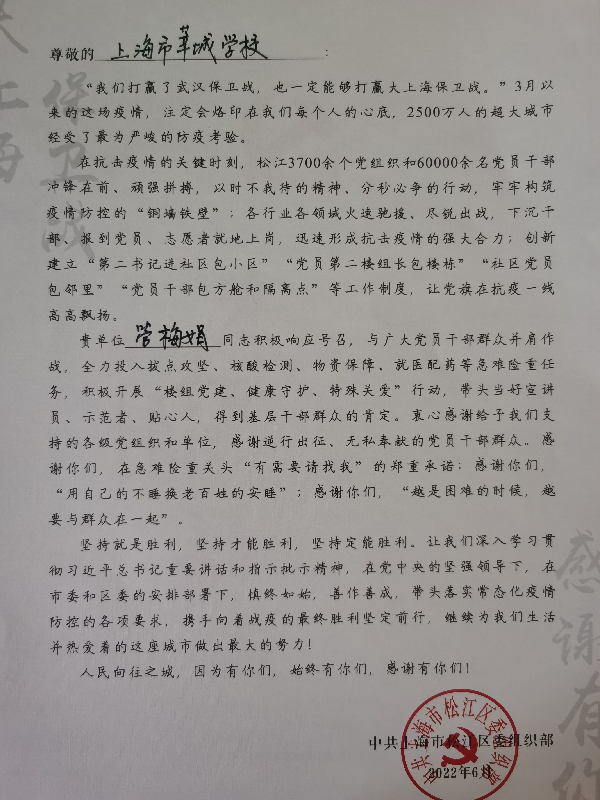 尊敬的 上海市华城学校 ：
“我们打赢了武汉保卫战，也一定能够打赢大上海保卫战。”3月以
来的这场疫情，注定会烙印在我们每个人的心底，2500万人的超大城市
经受了最为严峻的防疫考验。
在抗击疫情的关键时刻，松江3700余个党组织和60000余名党员干部
冲锋在前、顽强拼搏，以时不我待的精神、分秒必争的行动，牢牢构筑
疫情防控的“铜墙铁壁”；各行业各领域火速驰援、尽锐出战，下沉干
部、报到党员、志愿者就地上岗，迅速形成抗击疫情的强大合力；创新
建立“第二书记进社区包小区”“党员第二楼组长包楼栋”“社区党员
包邻里”“党员干部包方舱和隔离点”等工作制度，让党旗在抗疫一线
高高飘扬。
贵单位 管梅娟 同志积极响应号召，与广大党员干部群众并肩作
战，全力投入拔点攻坚、核酸检测、物资保障、就医配药等急难险重任
务，积极开展“楼组党建、健康守护、特殊关爱”行动，带头当好宣讲
员、示范者、贴心人，得到基层干部群众的肯定。衷心感谢给予我们支
持的各级党组织和单位，感谢逆行出征、无私奉献的党员干部群众。感
谢你们，在急难险重关头“有需要请找我”的郑重承诺；感谢你们，
“用自己的不睡换老百姓的安睡”；感谢你们，“越是困难的时候，越
要与群众在一起”。
坚持就是胜利，坚持才能胜利，坚持定能胜利。让我们深入学习贯
彻习近平总书记重要讲话和指示批示精神，在党中央的坚强领导下，在
市委和区委的安排部署下，慎终如始，善作善成，带头落实常态化疫情
防控的各项要求，携手向着战疫的最终胜利坚定前行，继续为我们生活
并热爱着的这座城市做出最大的努力！
人民向往之城，因为有你们，始终有你们，感谢有你们！
中共上海市松江区委组织部
2022年6月
中共上海市松江区委组织部
保卫战
上海
感谢有你